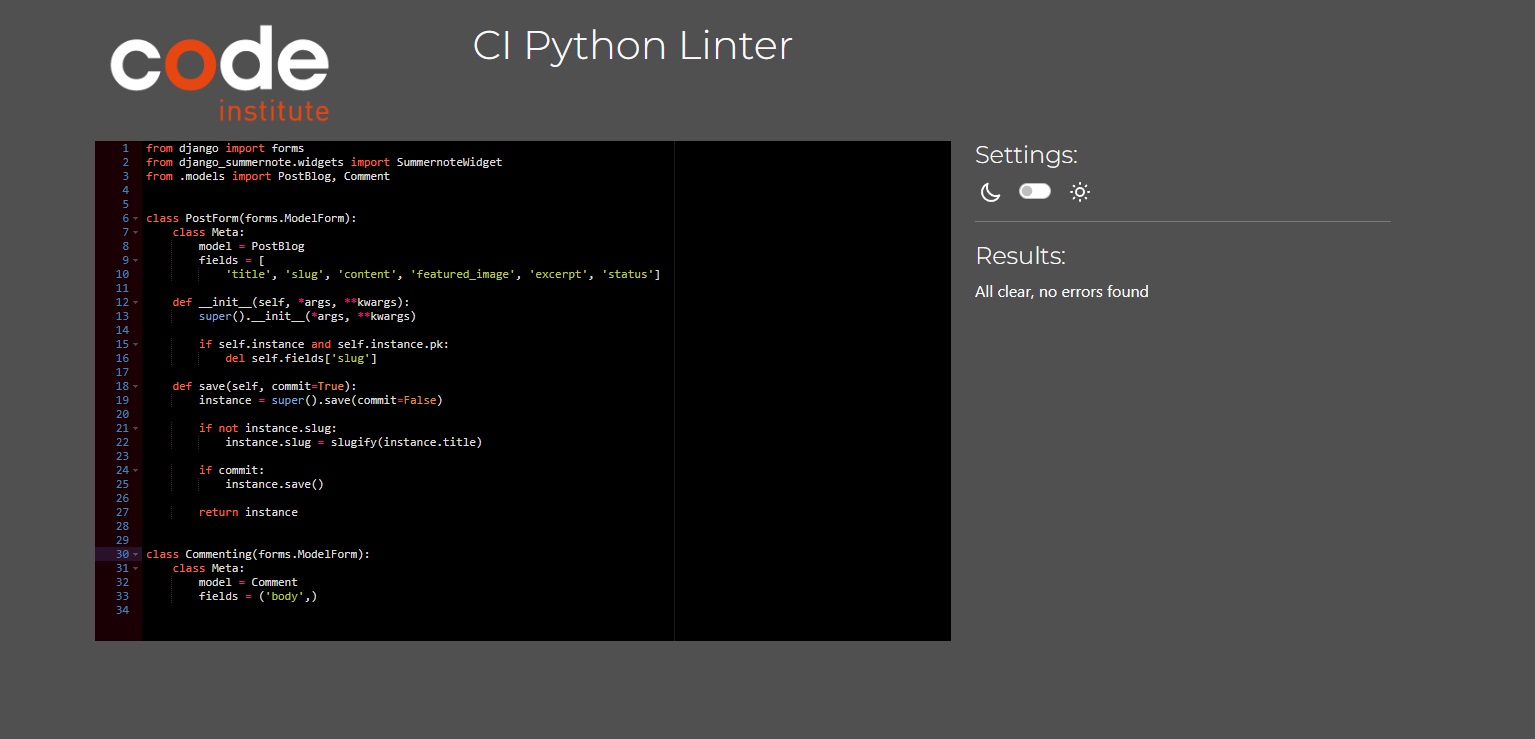 code
institute
CI Python Linter
1 from django import forms
2 from django_summernote.widgets import SummernoteWidget
3 from .models import PostBlog, Comment
4
5
6 class PostForm(forms.ModelForm):
7     class Meta:
8         model = PostBlog
9         fields = [
10             'title', 'slug', 'content', 'featured_image', 'excerpt', 'status']
11
12     def __init__(self, *args, **kwargs):
13         super().__init__(*args, **kwargs)
14
15         if self.instance and self.instance.pk:
16             del self.fields['slug']
17
18     def save(self, commit=True):
19         instance = super().save(commit=False)
20
21         if not instance.slug:
22             instance.slug = slugify(instance.title)
23
24         if commit:
25             instance.save()
26
27         return instance
28
29
30 class Commenting(forms.ModelForm):
31     class Meta:
32         model = Comment
33         fields = ('body',)
34
Settings:
Results:
All clear, no errors found